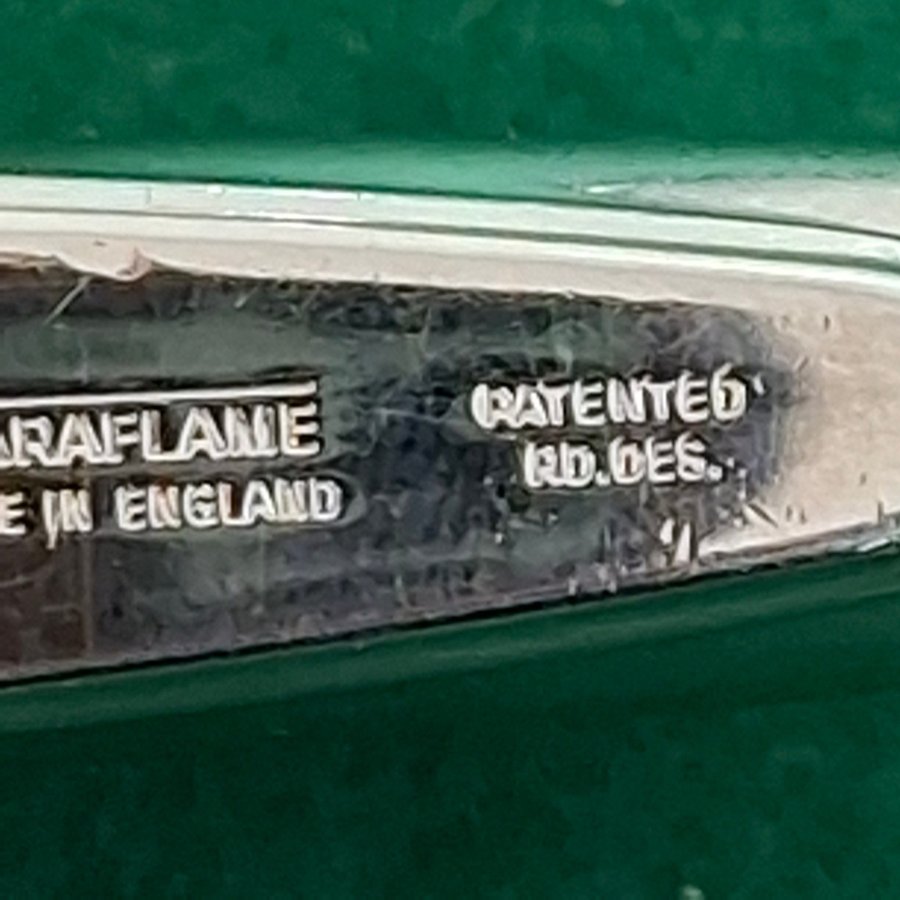 ARAFLAME
E IN ENGLAND
PATENTED
RD.DES.